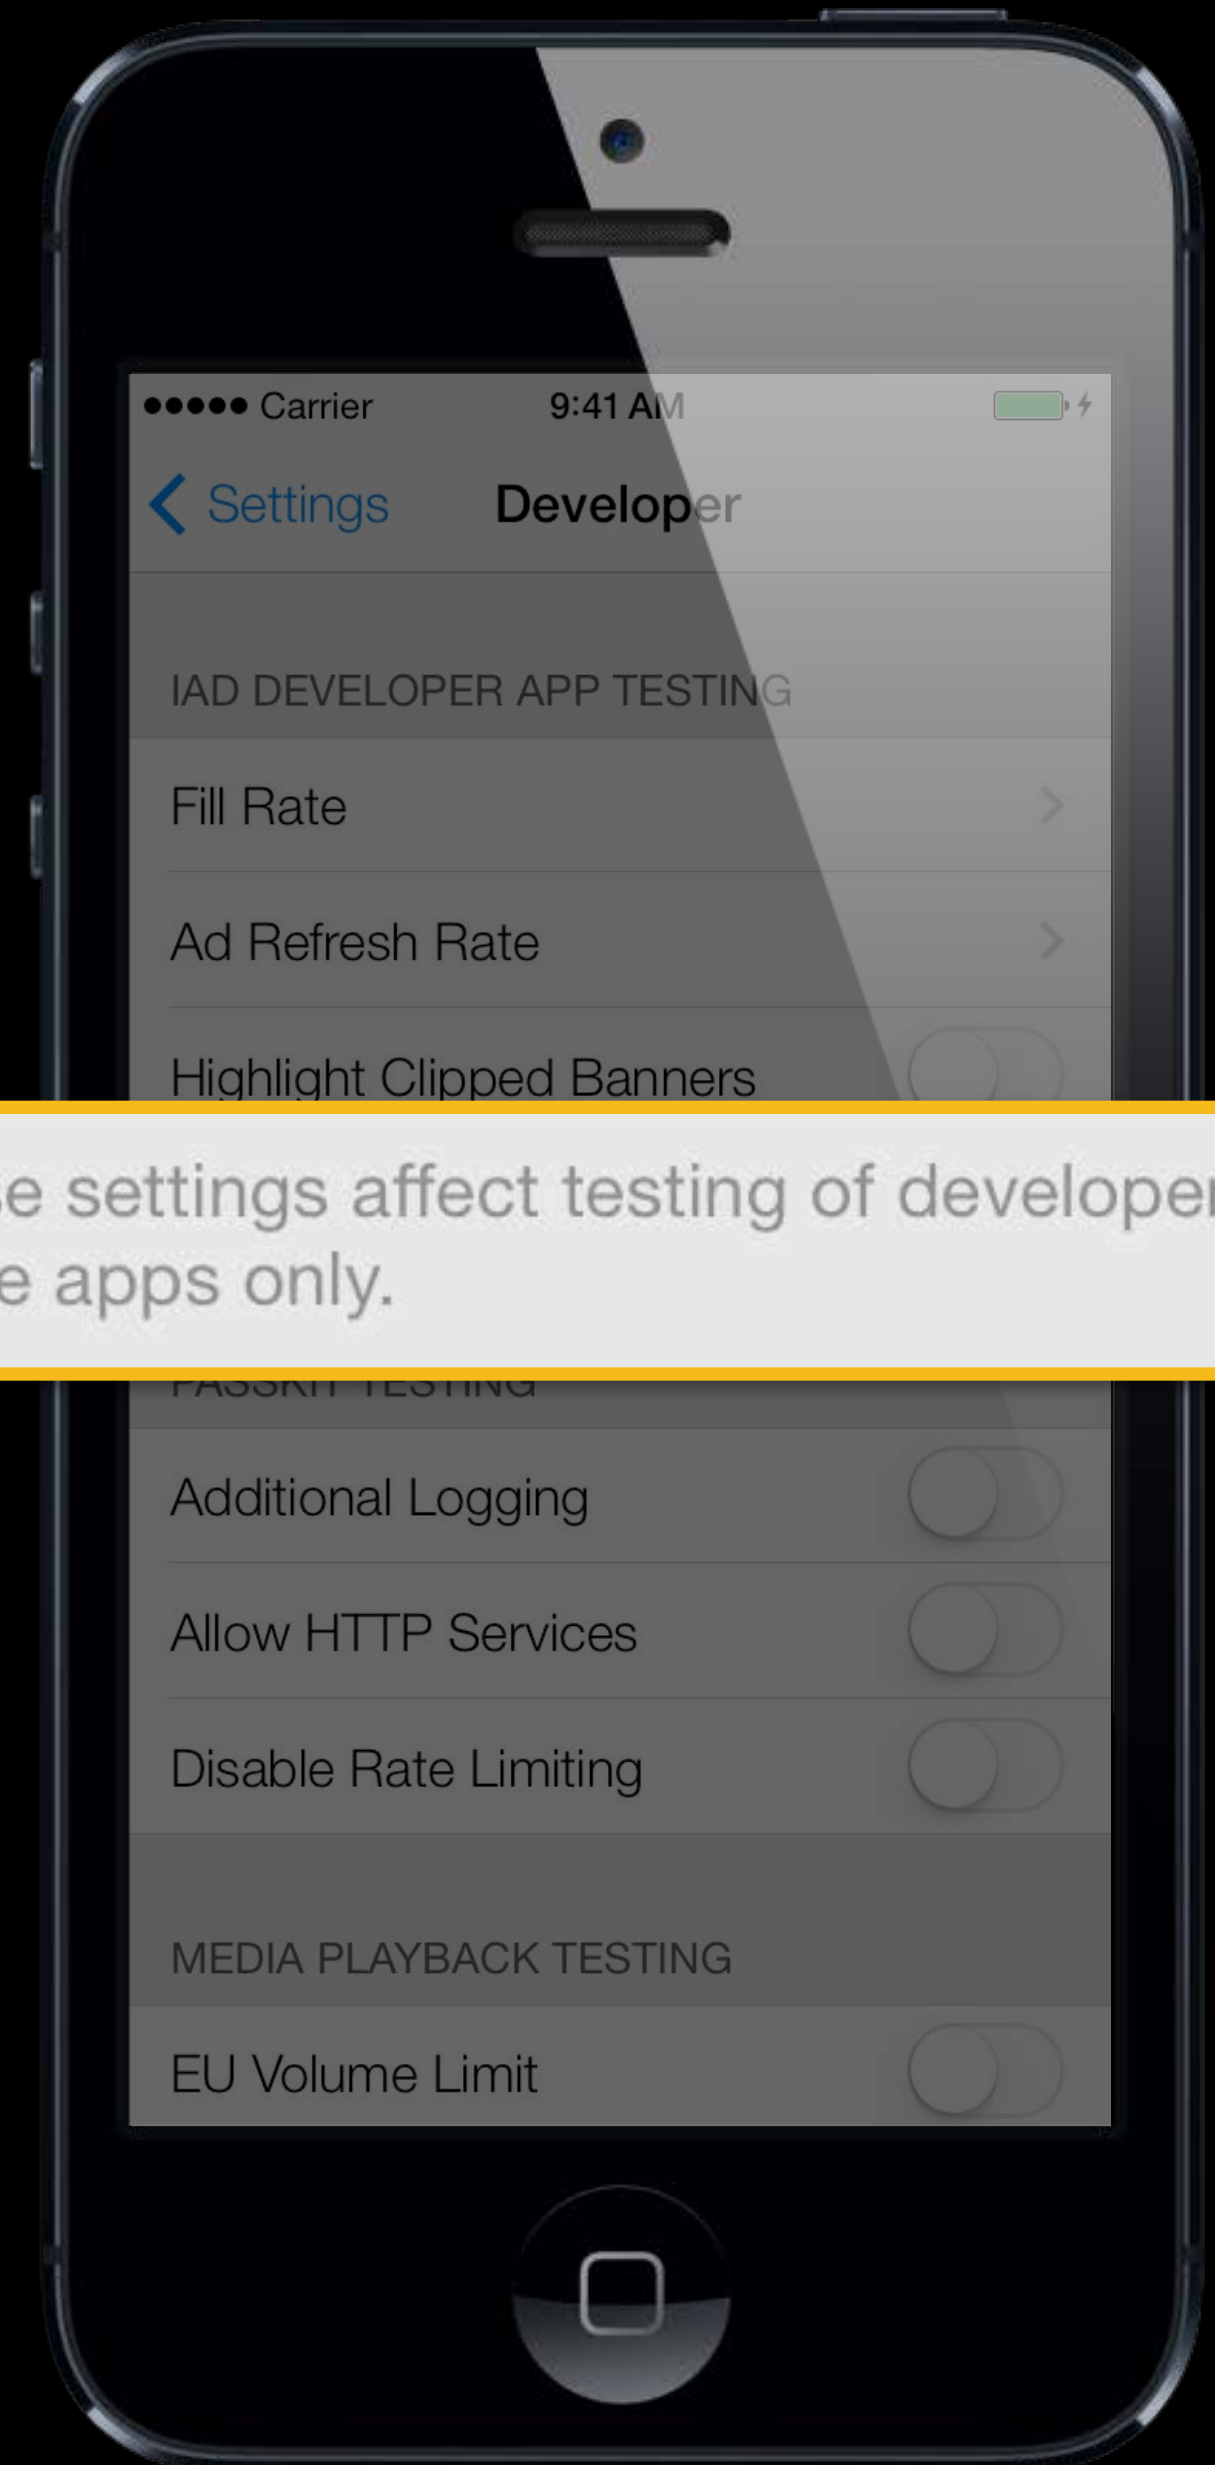 Carrier 9:41 AM
Settings Developer
IAD DEVELOPER APP TESTING
Fill Rate
Ad Refresh Rate
Highlight Clipped Banners
settings affect testing of developer
apps only.
PASSKIT TESTING
Additional Logging
Allow HTTP Services
Disable Rate Limiting
MEDIA PLAYBACK TESTING
EU Volume Limit